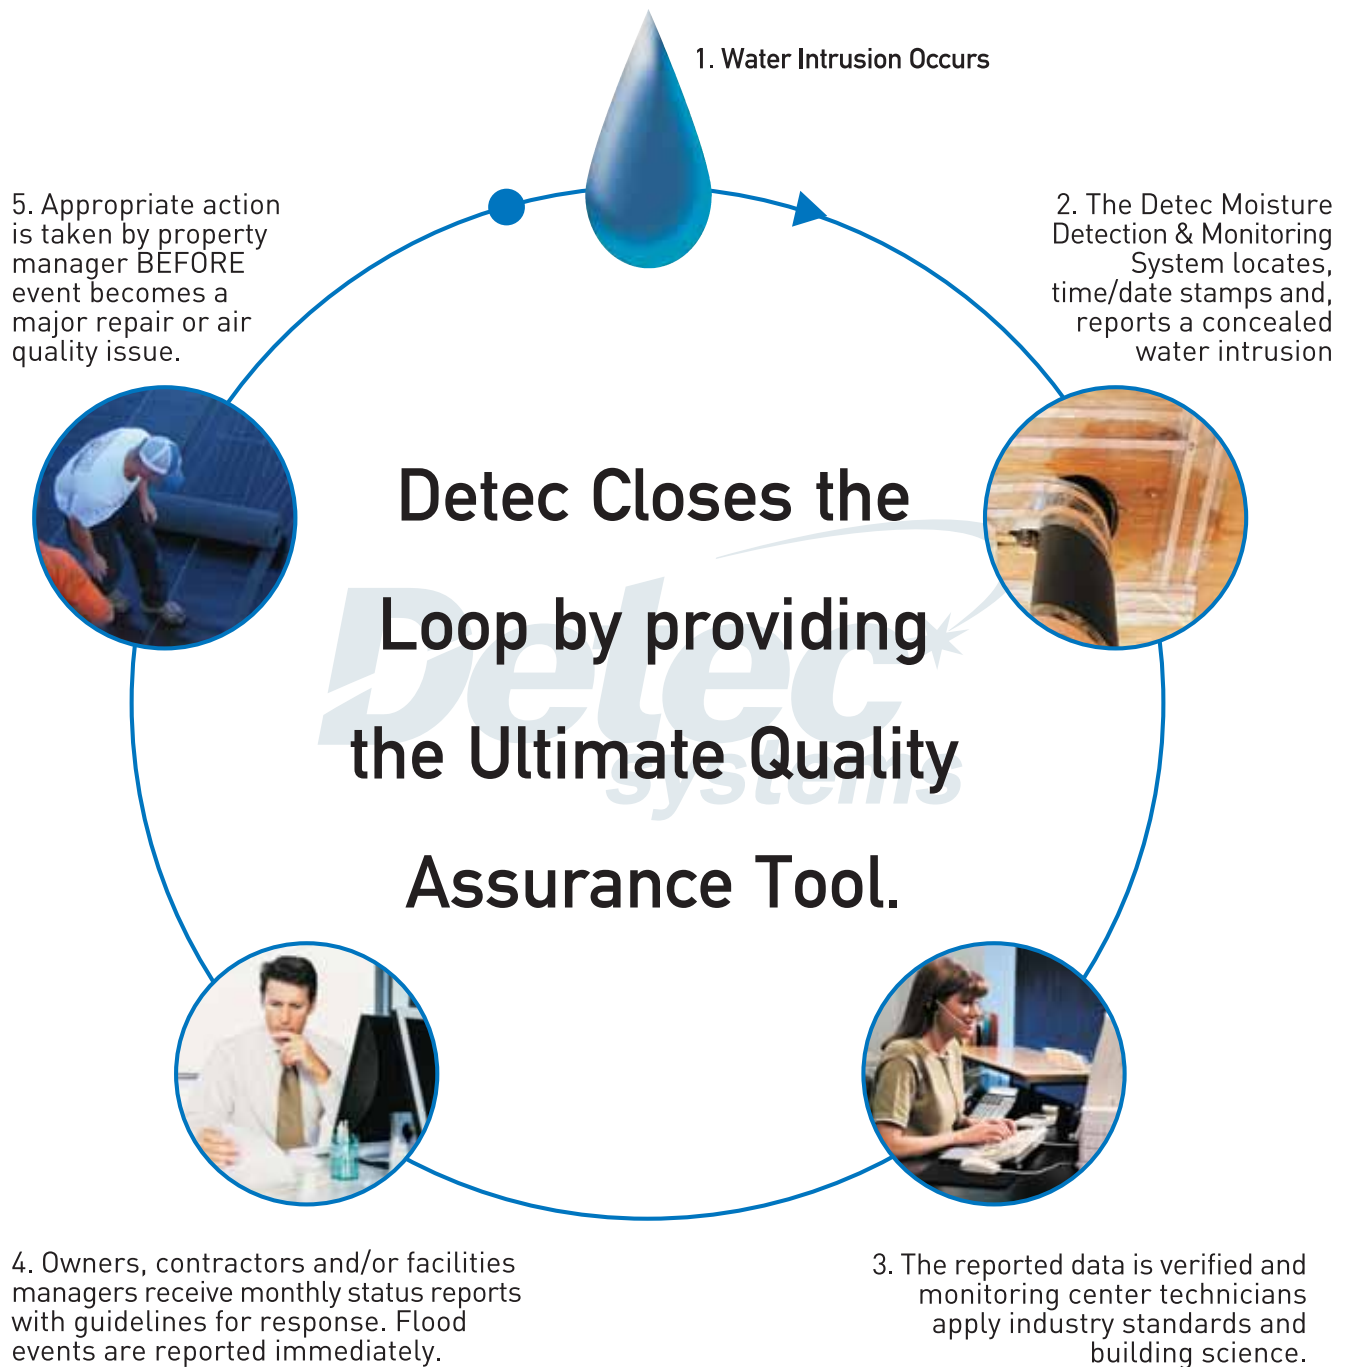 1. Water Intrusion Occurs
2. The Detec Moisture
Detection & Monitoring
System locates,
time/date stamps and,
reports a concealed
water intrusion
3. The reported data is verified and
monitoring center technicians
apply industry standards and
building science.
4. Owners, contractors and/or facilities
managers receive monthly status reports
with guidelines for response. Flood
events are reported immediately.
5. Appropriate action
is taken by property
manager BEFORE
event becomes a
major repair or air
quality issue.
Detec Closes the
Loop by providing
the Ultimate Quality
Assurance Tool.
Detec
systems